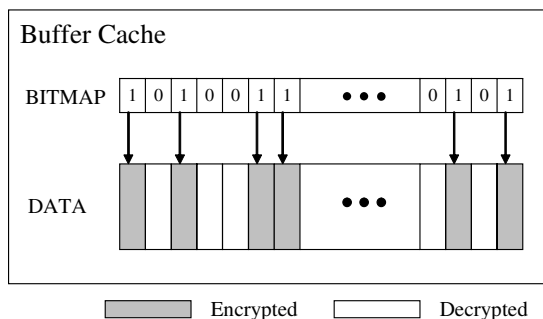 Buffer Cache
BITMAP 1 0 1 0 0 1 1 ••• 0 1 0 1
DATA •••
Encrypted Decrypted